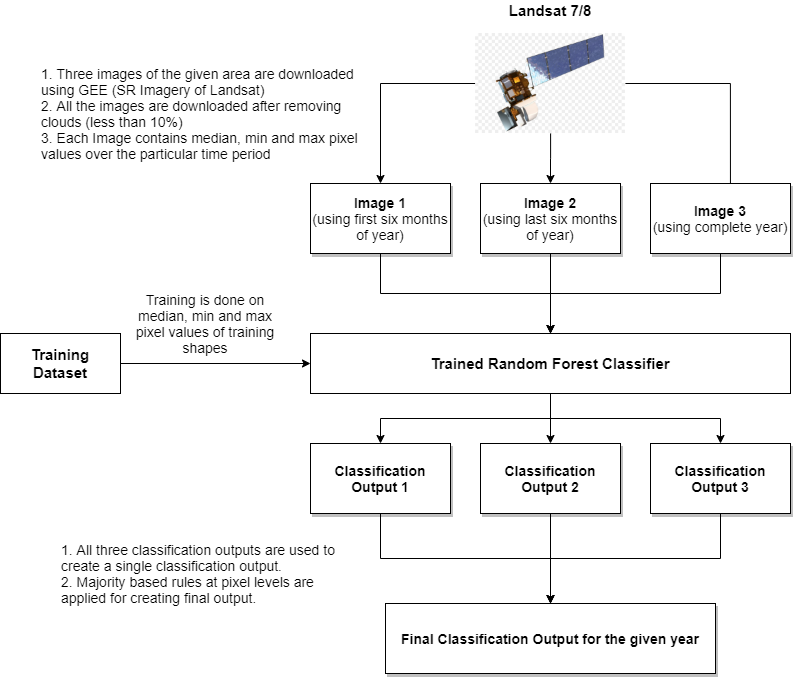 Landsat 7/8
1. Three images of the given area are downloaded
using GEE (SR Imagery of Landsat)
2. All the images are downloaded after removing
clouds (less than 10%)
3. Each Image contains median, min and max pixel
values over the particular time period
Image 1
(using first six months
of year)
Image 2
(using last six months
of year)
Image 3
(using complete year)
Training is done on
median, min and max
pixel values of training
shapes
Training
Dataset
Trained Random Forest Classifier
Classification
Output 1
Classification
Output 2
Classification
Output 3
1. All three classification outputs are used to
create a single classification output.
2. Majority based rules at pixel levels are
applied for creating final output.
Final Classification Output for the given year